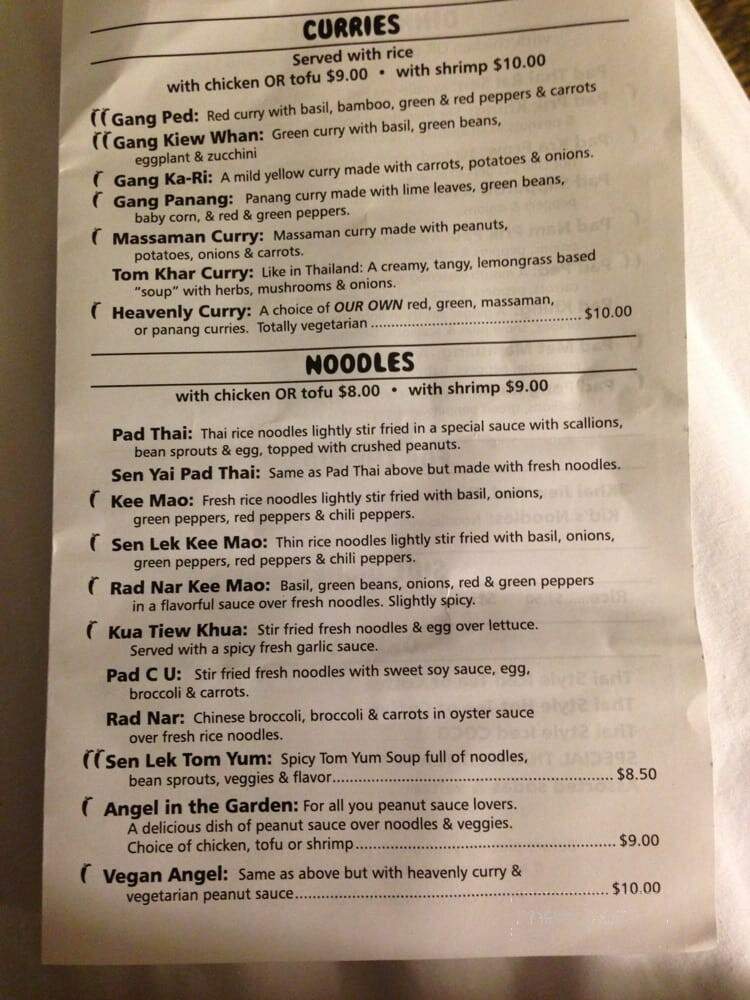 CURRIES
Served with rice
with chicken OR tofu $9.00 • with shrimp $10.00
Gang Ped: Red curry with basil, bamboo, green & red peppers & carrots
Gang Kiew Whan: Green curry with basil, green beans,
eggplant & zucchini
Gang Ka-Ri: A mild yellow curry made with carrots, potatoes & onions.
Gang Panang: Panang curry made with lime leaves, green beans,
baby corn, & red & green peppers.
Massaman Curry: Massaman curry made with peanuts,
potatoes, onions & carrots.
Tom Khar Curry: Like in Thailand: A creamy, tangy, lemongrass based
"soup" with herbs, mushrooms & onions.
Heavenly Curry: A choice of OUR OWN red, green, massaman,
or panang curries. Totally vegetarian ........................................ $10.00
NOODLES
with chicken OR tofu $8.00 • with shrimp $9.00
Pad Thai: Thai rice noodles lightly stir fried in a special sauce with scallions,
bean sprouts & egg, topped with crushed peanuts.
Sen Yai Pad Thai: Same as Pad Thai above but made with fresh noodles.
Kee Mao: Fresh rice noodles lightly stir fried with basil, onions,
green peppers, red peppers & chili peppers.
Sen Lek Kee Mao: Thin rice noodles lightly stir fried with basil, onions,
green peppers, red peppers & chili peppers.
Rad Nar Kee Mao: Basil, green beans, onions, red & green peppers
in a flavorful sauce over fresh noodles. Slightly spicy.
Kua Tiew Khua: Stir fried fresh noodles & egg over lettuce.
Served with a spicy fresh garlic sauce.
Pad C U: Stir fried fresh noodles with sweet soy sauce, egg,
broccoli & carrots.
Rad Nar: Chinese broccoli, broccoli & carrots in oyster sauce
over fresh rice noodles.
Sen Lek Tom Yum: Spicy Tom Yum Soup full of noodles,
bean sprouts, veggies & flavor..................................................... $8.50
Angel in the Garden: For all you peanut sauce lovers.
A delicious dish of peanut sauce over noodles & veggies.
Choice of chicken, tofu or shrimp................................................. $9.00
Vegan Angel: Same as above but with heavenly curry &
vegetarian peanut sauce............................................................ $10.00